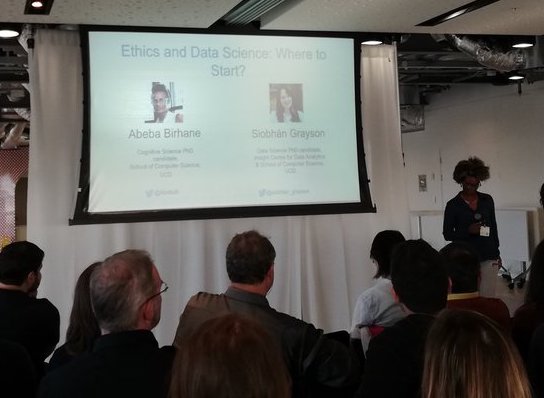 Ethics and Data Science: Where to
Start?
Abeba Birhane
Siobhán Grayson
Cognitive Science PhD
candidate,
School of Computer Science,
UCD
Data Science PhD
candidate,
Insight Centre for Data Analytics
& School of Computer Science,
UCD